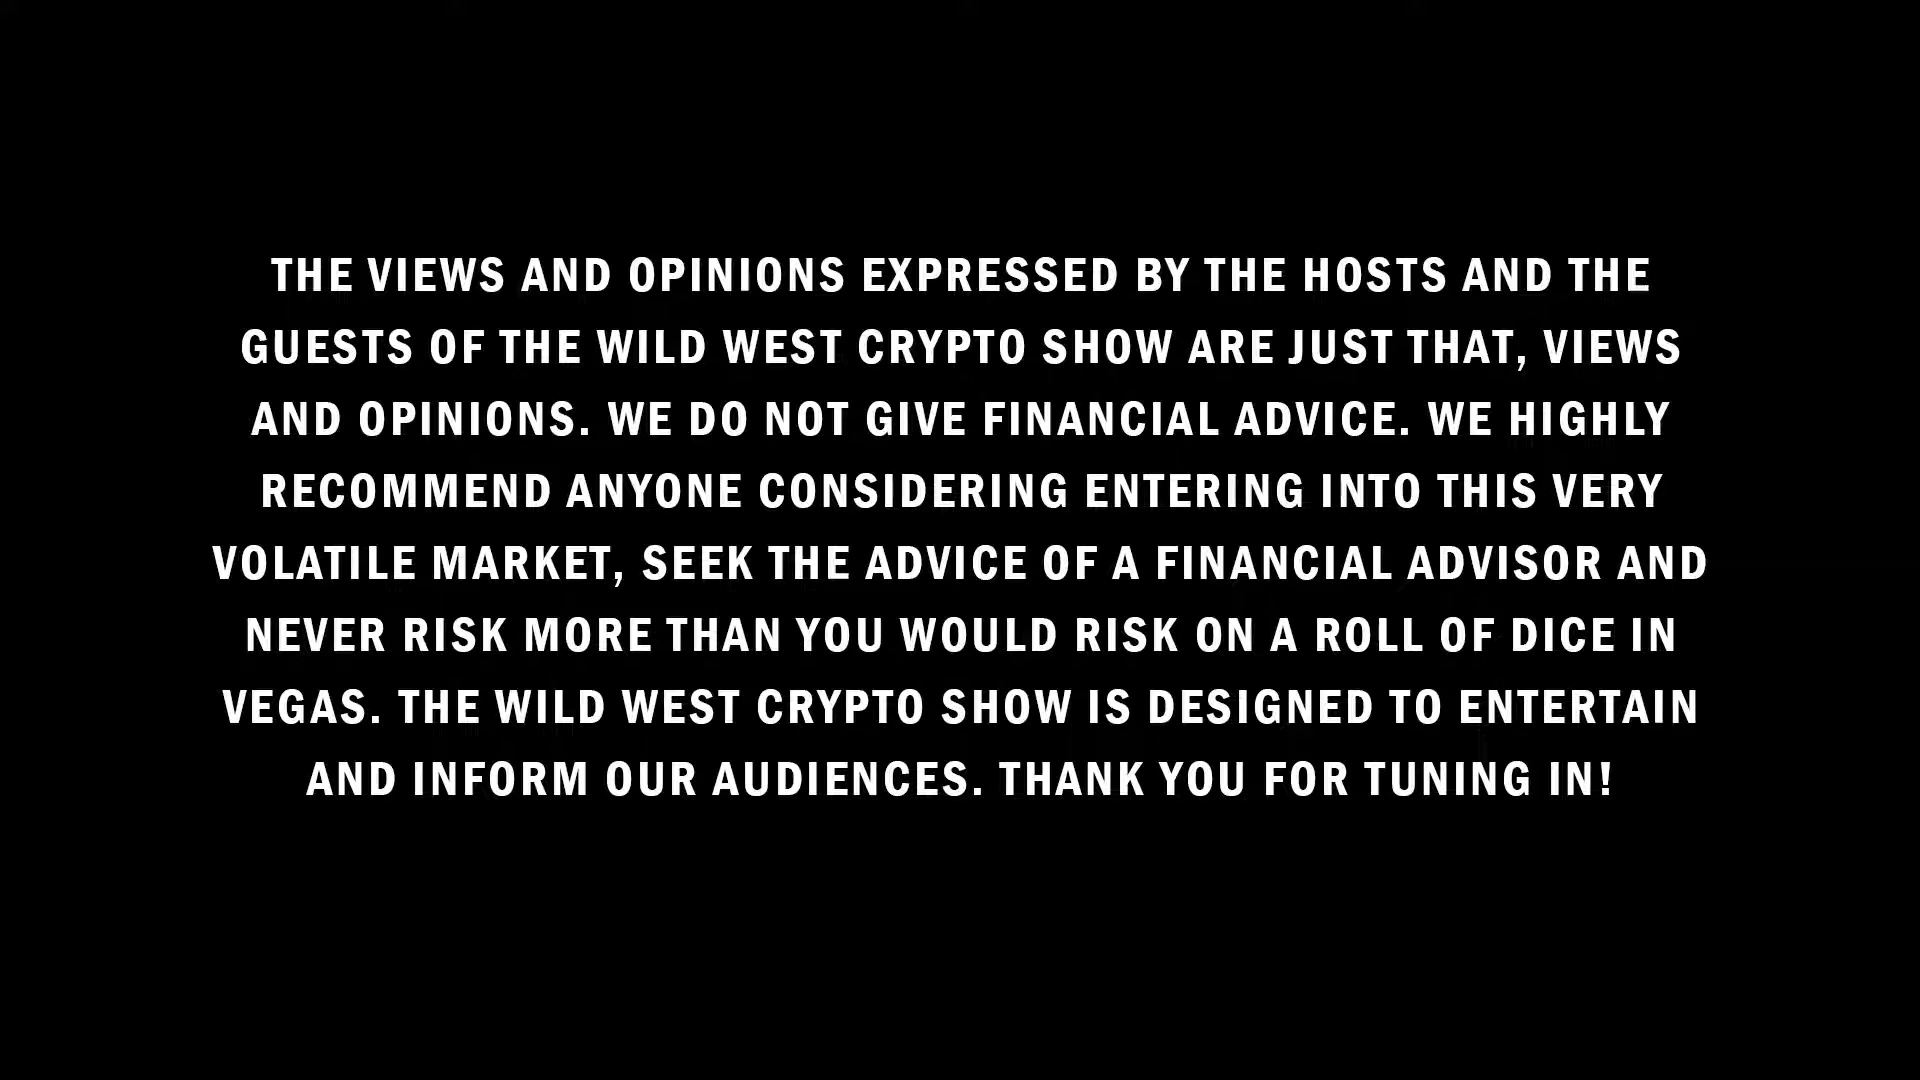 THE VIEWS AND OPINIONS EXPRESSED BY THE HOSTS AND THE
GUESTS OF THE WILD WEST CRYPTO SHOW ARE JUST THAT, VIEWS
AND OPINIONS. WE DO NOT GIVE FINANCIAL ADVICE. WE HIGHLY
RECOMMEND ANYONE CONSIDERING ENTERING INTO THIS VERY
VOLATILE MARKET, SEEK THE ADVICE OF A FINANCIAL ADVISOR AND
NEVER RISK MORE THAN YOU WOULD RISK ON A ROLL OF DICE IN
VEGAS. THE WILD WEST CRYPTO SHOW IS DESIGNED TO ENTERTAIN
AND INFORM OUR AUDIENCES. THANK YOU FOR TUNING IN!